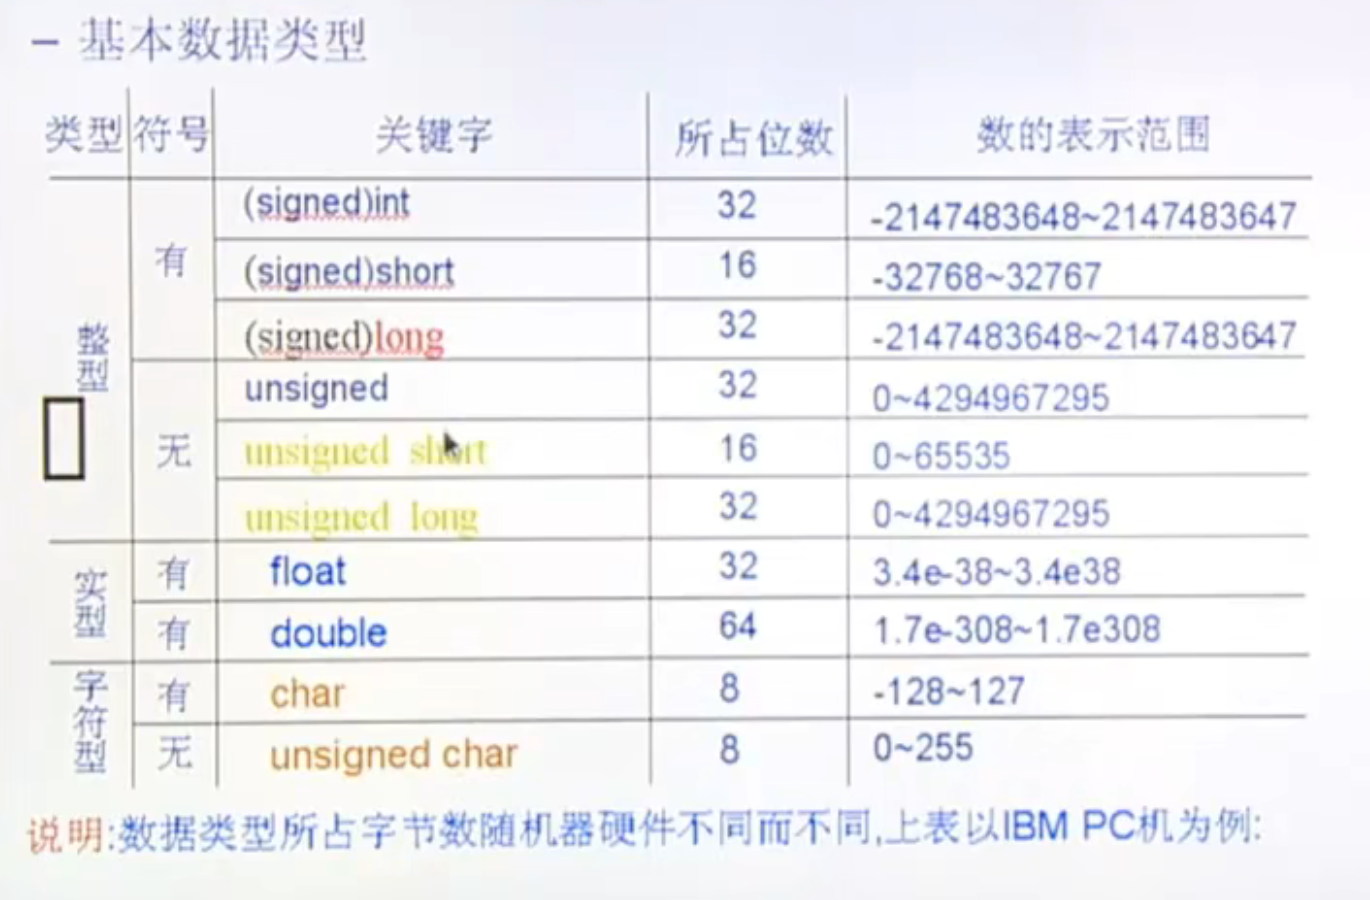 – 基本数据类型
类型 符号 关键字 所占位数 数的表示范围
整型 有 (signed)int 32 -2147483648~2147483647
(signed)short 16 -32768~32767
(signed)long 32 -2147483648~2147483647
无 unsigned 32 0~4294967295
unsigned short 16 0~65535
unsigned long 32 0~4294967295
实型 有 float 32 3.4e-38~3.4e38
有 double 64 1.7e-308~1.7e308
字符型 有 char 8 -128~127
无 unsigned char 8 0~255
说明:数据类型所占字节数随机器硬件不同而不同,上表以IBM PC机为例: